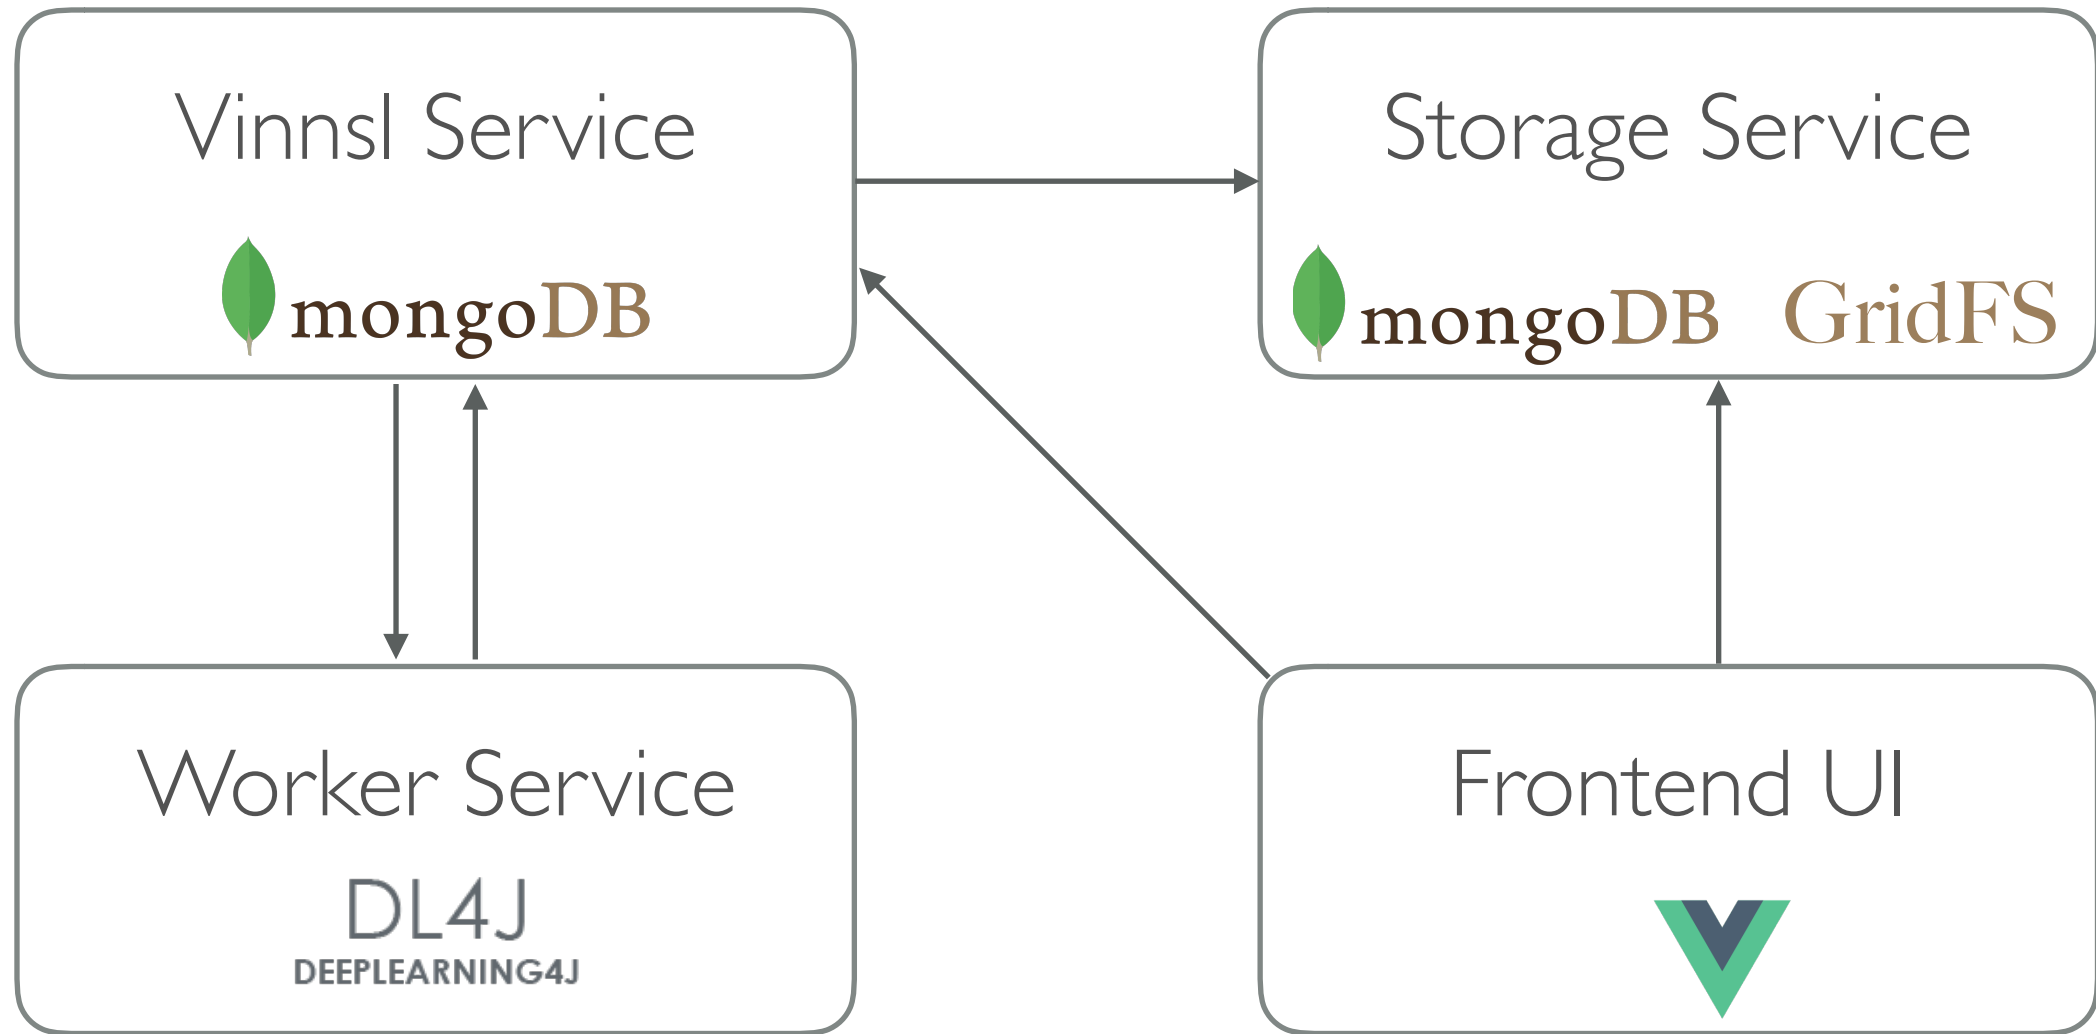 Vinnsl Service
mongoDB
Storage Service
mongoDB GridFS
Worker Service
DL4J
DEEPLEARNING4J
Frontend UI